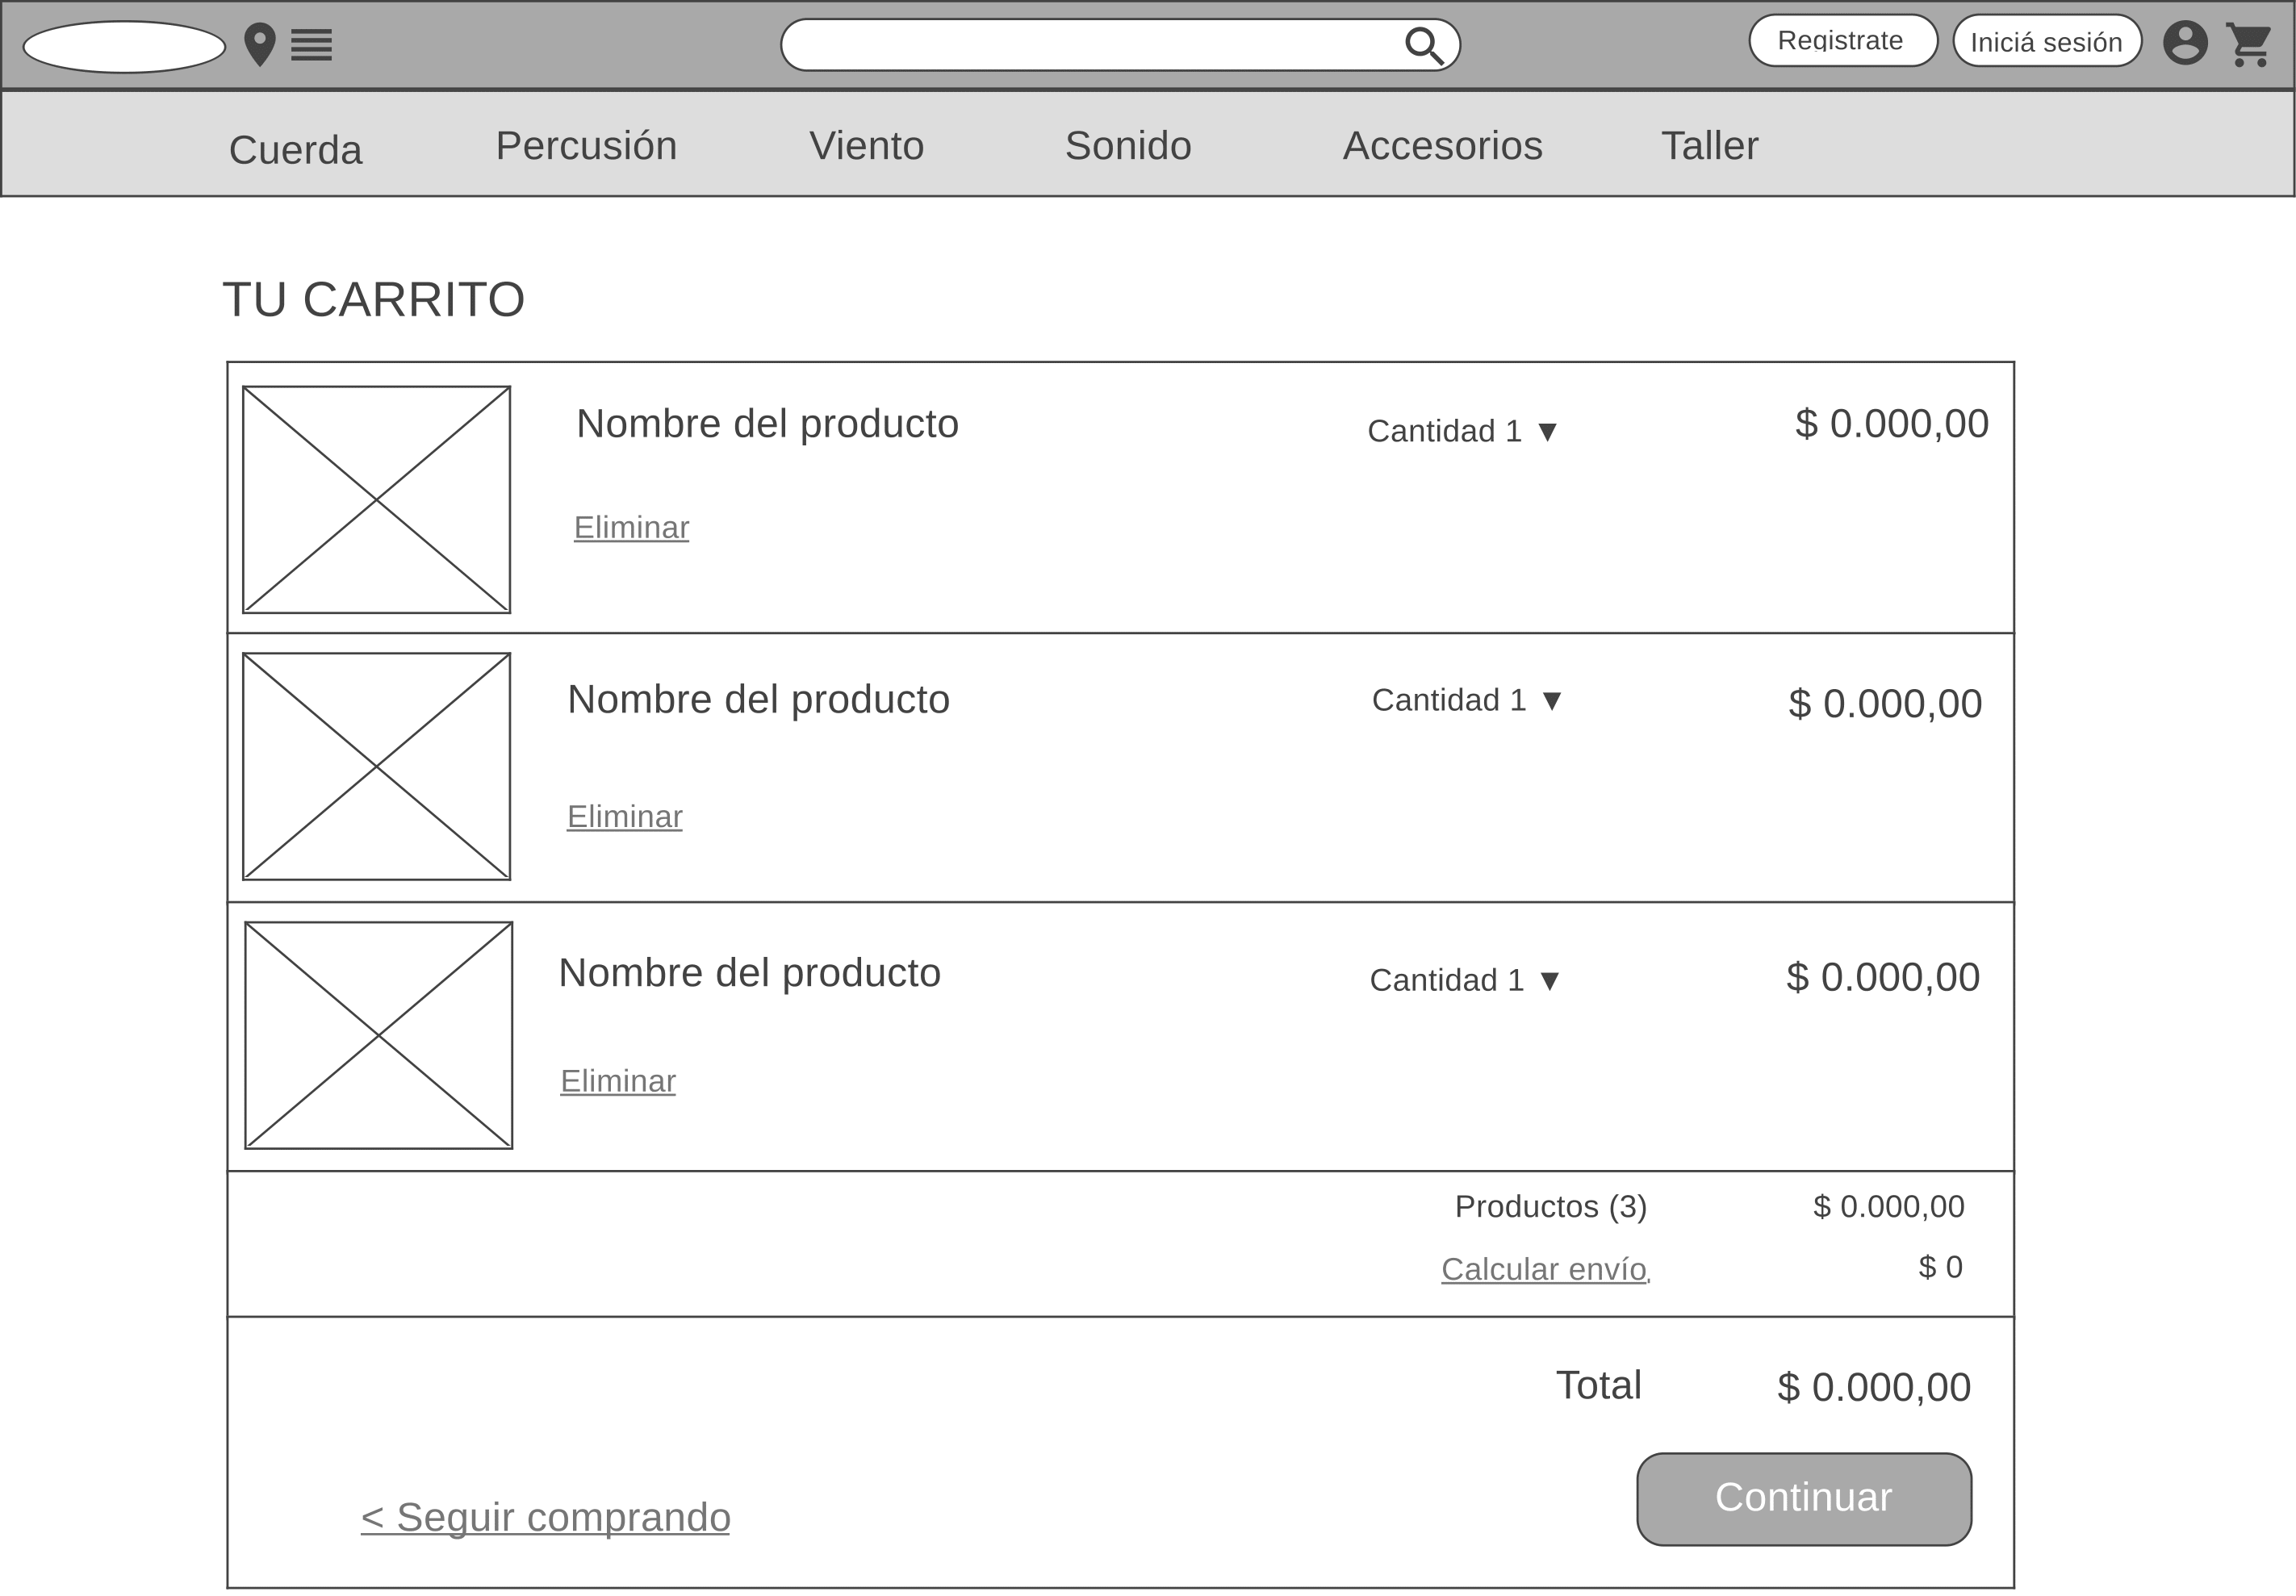 Registrate
Iniciá sesión
Cuerda Percusión Viento Sonido Accesorios Taller
TU CARRITO
Nombre del producto Cantidad 1 ▼ $ 0.000,00
Eliminar
Nombre del producto Cantidad 1 ▼ $ 0.000,00
Eliminar
Nombre del producto Cantidad 1 ▼ $ 0.000,00
Eliminar
Productos (3) $ 0.000,00
Calcular envío $ 0
Total $ 0.000,00
Continuar
< Seguir comprando